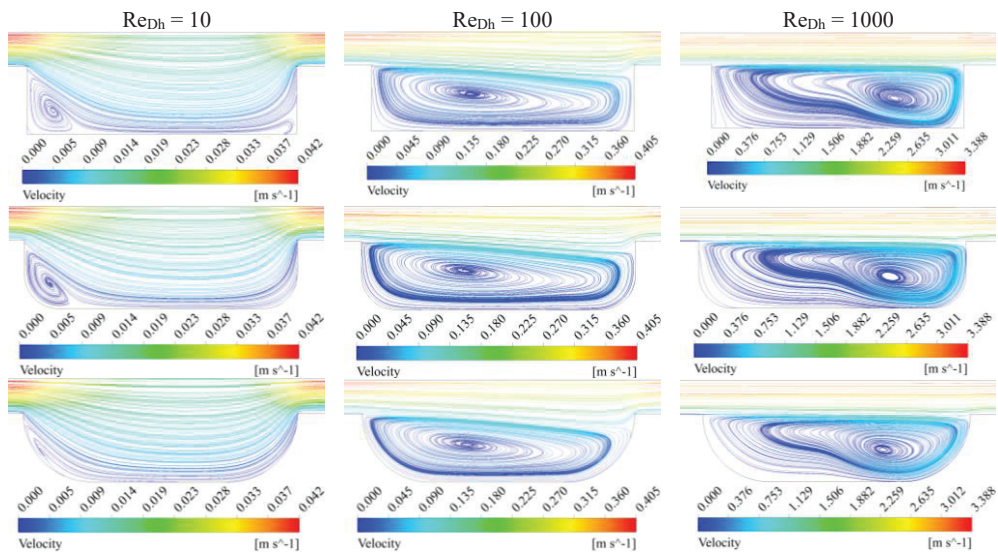 Re_Dh = 10 Re_Dh = 100 Re_Dh = 1000
0.000 0.005 0.009 0.014 0.019 0.023 0.028 0.033 0.037 0.042
Velocity [m s^-1]
0.000 0.045 0.090 0.135 0.180 0.225 0.270 0.315 0.360 0.405
Velocity [m s^-1]
0.000 0.376 0.753 1.129 1.506 1.882 2.259 2.635 3.011 3.388
Velocity [m s^-1]
0.000 0.005 0.009 0.014 0.019 0.023 0.028 0.033 0.037 0.042
Velocity [m s^-1]
0.000 0.045 0.090 0.135 0.180 0.225 0.270 0.315 0.360 0.405
Velocity [m s^-1]
0.000 0.376 0.753 1.129 1.506 1.882 2.259 2.635 3.011 3.388
Velocity [m s^-1]
0.000 0.005 0.009 0.014 0.019 0.023 0.028 0.033 0.037 0.042
Velocity [m s^-1]
0.000 0.045 0.090 0.135 0.180 0.225 0.270 0.315 0.360 0.405
Velocity [m s^-1]
0.000 0.376 0.753 1.129 1.506 1.882 2.259 2.635 3.012 3.388
Velocity [m s^-1]